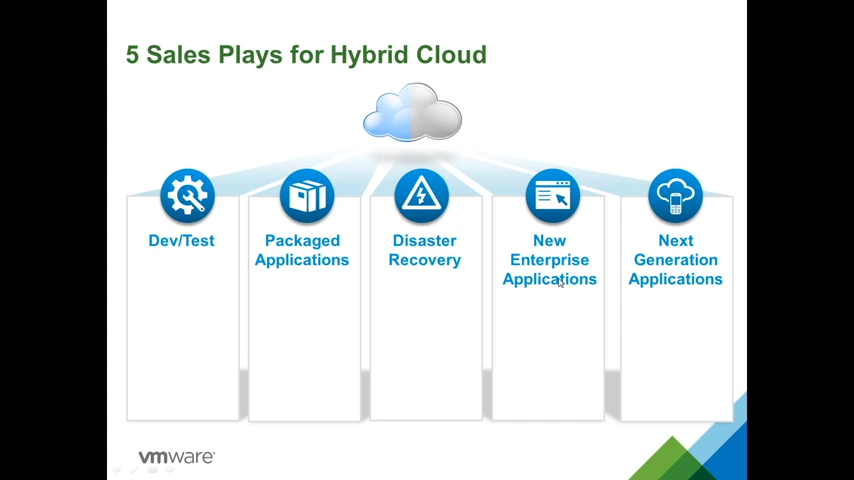 5 Sales Plays for Hybrid Cloud
Dev/Test
Packaged
Applications
Disaster
Recovery
New
Enterprise
Applications
Next
Generation
Applications
vmware